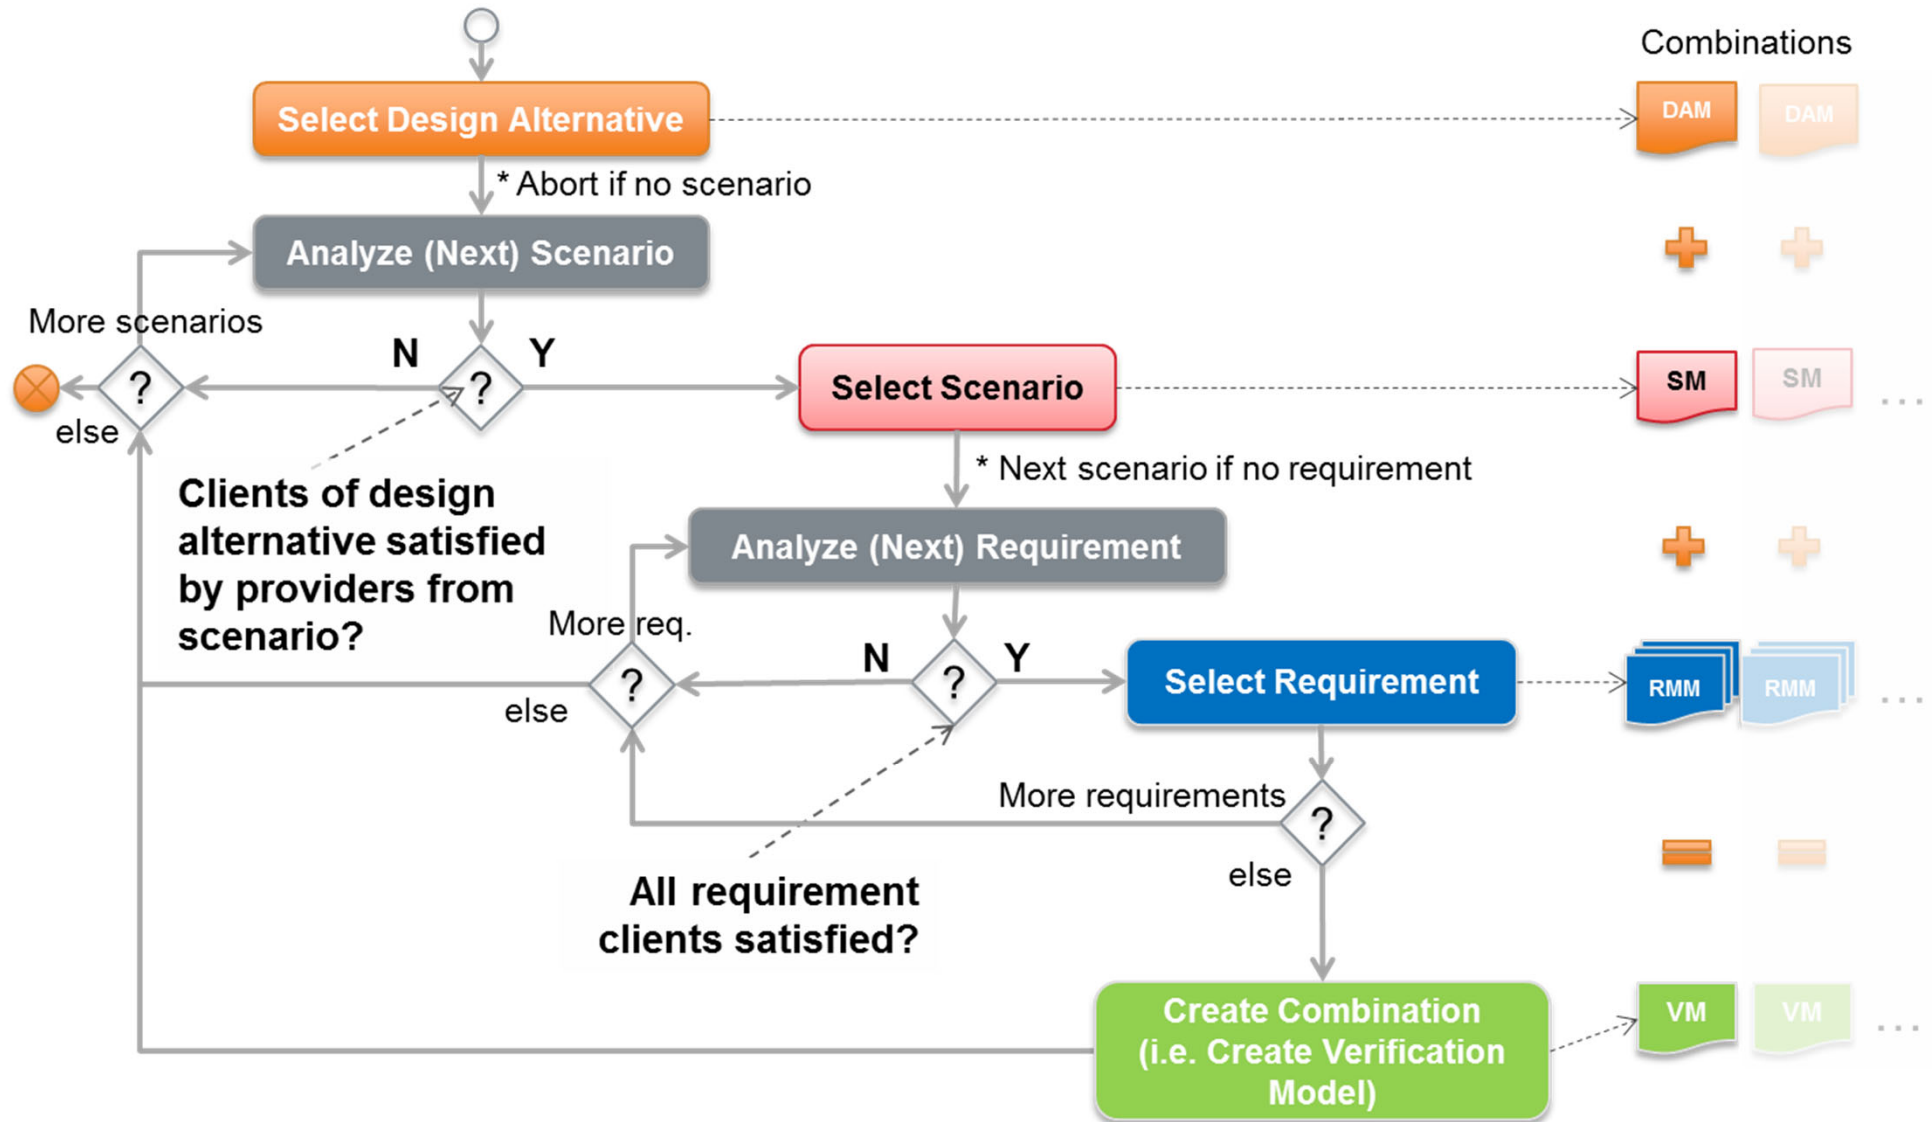 Combinations
Select Design Alternative
DAM
DAM
* Abort if no scenario
Analyze (Next) Scenario
More scenarios
N
Y
?
?
Select Scenario
SM
SM
...
else
* Next scenario if no requirement
Clients of design
alternative satisfied
by providers from
scenario?
Analyze (Next) Requirement
More req.
N
Y
?
?
Select Requirement
RMM
RMM
...
else
More requirements
?
else
All requirement
clients satisfied?
Create Combination
(i.e. Create Verification
Model)
VM
VM
...